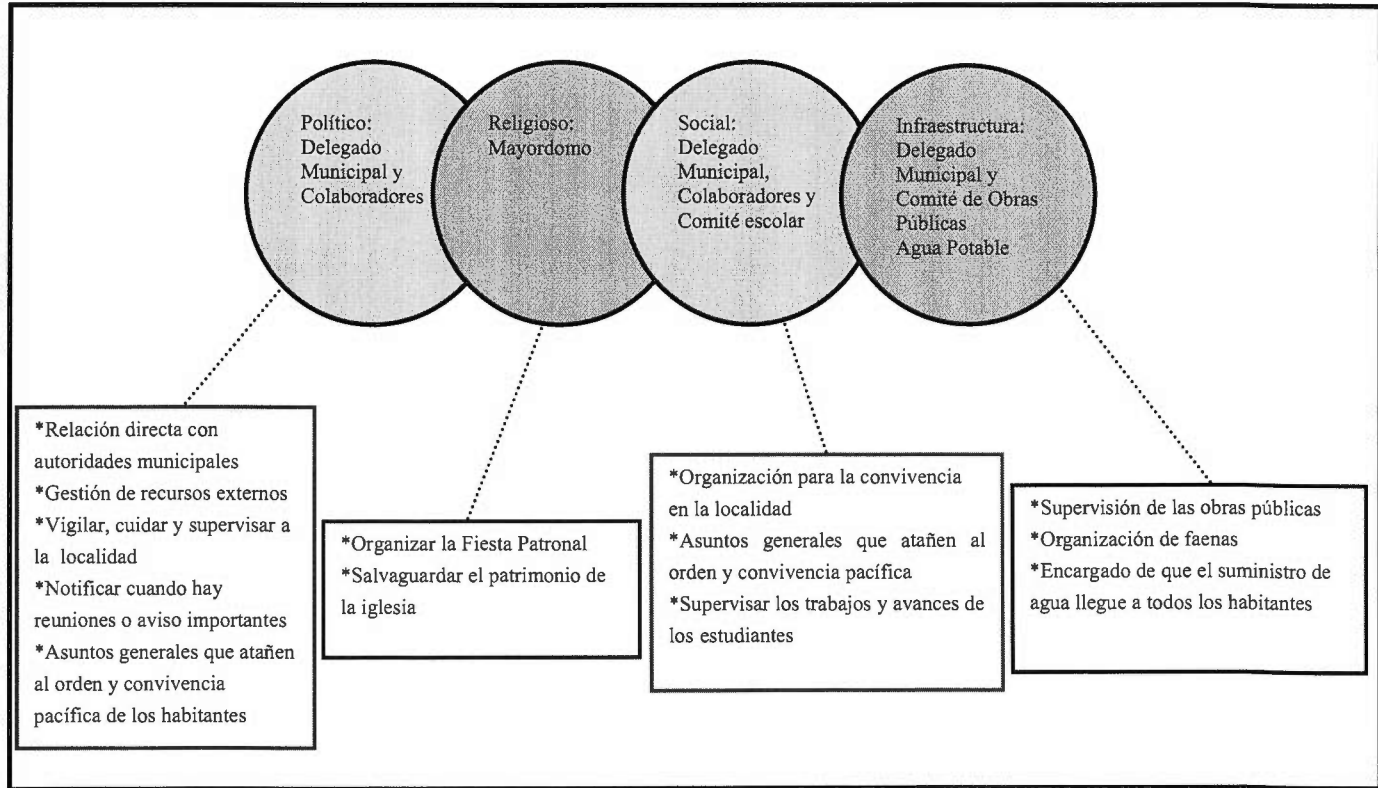 Político:
Delegado
Municipal y
Colaboradores
Religioso:
Mayordomo
Social:
Delegado
Municipal,
Colaboradores y
Comité escolar
Infraestructura:
Delegado
Municipal y
Comité de Obras
Públicas
Agua Potable
*Relación directa con
autoridades municipales
*Gestión de recursos externos
*Vigilar, cuidar y supervisar a
la localidad
*Notificar cuando hay
reuniones o aviso importantes
*Asuntos generales que atañen
al orden y convivencia
pacífica de los habitantes
*Organizar la Fiesta Patronal
*Salvaguardar el patrimonio de
la iglesia
*Organización para la convivencia
en la localidad
*Asuntos generales que atañen al
orden y convivencia pacífica
*Supervisar los trabajos y avances de
los estudiantes
*Supervisión de las obras públicas
*Organización de faenas
*Encargado de que el suministro de
agua llegue a todos los habitantes